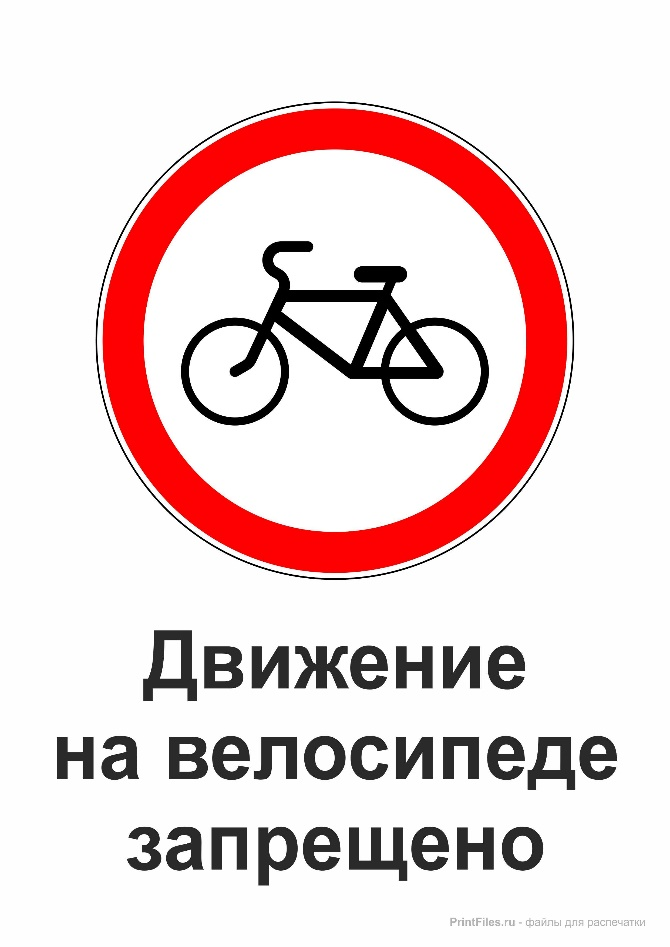 Движение
на велосипеде
запрещено
PrintFiles.ru - файлы для распечатки